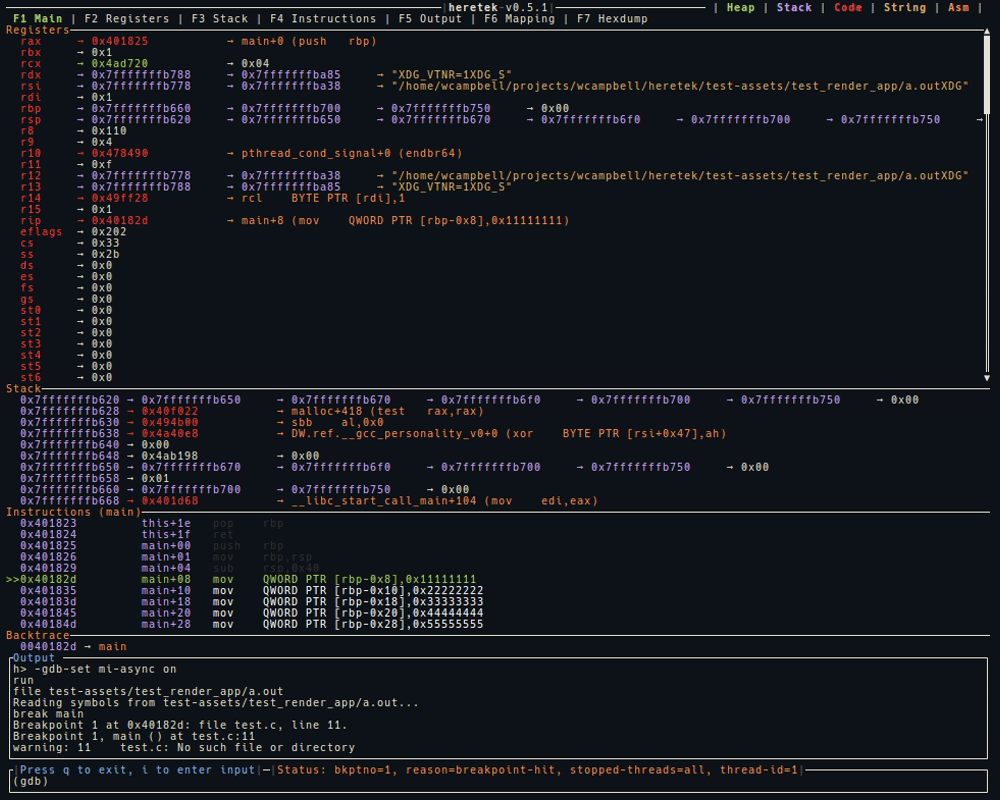 heretek-v0.5.1 | Heap | Stack | Code | String | Asm |
F1 Main | F2 Registers | F3 Stack | F4 Instructions | F5 Output | F6 Mapping | F7 Hexdump
Registers
rax → 0x401825 → main+0 (push rbp)
rbx → 0x1
rcx → 0x4ad720 → 0x04
rdx → 0x7fffffffb788 → 0x7fffffffba85 → "XDG_VTNR=1XDG_S"
rsi → 0x7fffffffb778 → 0x7fffffffba38 → "/home/wcampbell/projects/wcampbell/heretek/test-assets/test_render_app/a.outXDG"
rdi → 0x1
rbp → 0x7fffffffb660 → 0x7fffffffb700 → 0x7fffffffb750 → 0x00
rsp → 0x7fffffffb620 → 0x7fffffffb650 → 0x7fffffffb670 → 0x7fffffffb6f0 → 0x7fffffffb700 → 0x7fffffffb750 →
r8 → 0x110
r9 → 0x4
r10 → 0x478490 → pthread_cond_signal+0 (endbr64)
r11 → 0xf
r12 → 0x7fffffffb778 → 0x7fffffffba38 → "/home/wcampbell/projects/wcampbell/heretek/test-assets/test_render_app/a.outXDG"
r13 → 0x7fffffffb788 → 0x7fffffffba85 → "XDG_VTNR=1XDG_S"
r14 → 0x49ff28 → rcl BYTE PTR [rdi],1
r15 → 0x1
rip → 0x40182d → main+8 (mov QWORD PTR [rbp-0x8],0x11111111)
eflags → 0x202
cs → 0x33
ss → 0x2b
ds → 0x0
es → 0x0
fs → 0x0
gs → 0x0
st0 → 0x0
st1 → 0x0
st2 → 0x0
st3 → 0x0
st4 → 0x0
st5 → 0x0
st6 → 0x0
Stack
0x7fffffffb620 → 0x7fffffffb650 → 0x7fffffffb670 → 0x7fffffffb6f0 → 0x7fffffffb700 → 0x7fffffffb750 → 0x00
0x7fffffffb628 → 0x40f022 → malloc+418 (test rax,rax)
0x7fffffffb630 → 0x494b00 → sbb al,0x0
0x7fffffffb638 → 0x4a40e8 → DW.ref.__gcc_personality_v0+0 (xor BYTE PTR [rsi+0x47],ah)
0x7fffffffb640 → 0x00
0x7fffffffb648 → 0x4ab198 → 0x00
0x7fffffffb650 → 0x7fffffffb670 → 0x7fffffffb6f0 → 0x7fffffffb700 → 0x7fffffffb750 → 0x00
0x7fffffffb658 → 0x01
0x7fffffffb660 → 0x7fffffffb700 → 0x7fffffffb750 → 0x00
0x7fffffffb668 → 0x401d68 → __libc_start_call_main+104 (mov edi,eax)
Instructions (main)
0x401823 this+1e pop rbp
0x401824 this+1f ret
0x401825 main+00 push rbp
0x401826 main+01 mov rbp,rsp
0x401829 main+04 sub rsp,0x40
>>0x40182d main+08 mov QWORD PTR [rbp-0x8],0x11111111
0x401835 main+10 mov QWORD PTR [rbp-0x10],0x22222222
0x40183d main+18 mov QWORD PTR [rbp-0x18],0x33333333
0x401845 main+20 mov QWORD PTR [rbp-0x20],0x44444444
0x40184d main+28 mov QWORD PTR [rbp-0x28],0x55555555
Backtrace
0040182d → main
Output
h> -gdb-set mi-async on
run
file test-assets/test_render_app/a.out
Reading symbols from test-assets/test_render_app/a.out...
break main
Breakpoint 1 at 0x40182d: file test.c, line 11.
Breakpoint 1, main () at test.c:11
warning: 11 test.c: No such file or directory
|Press q to exit, i to enter input|—|Status: bkptno=1, reason=breakpoint-hit, stopped-threads=all, thread-id=1|
(gdb)